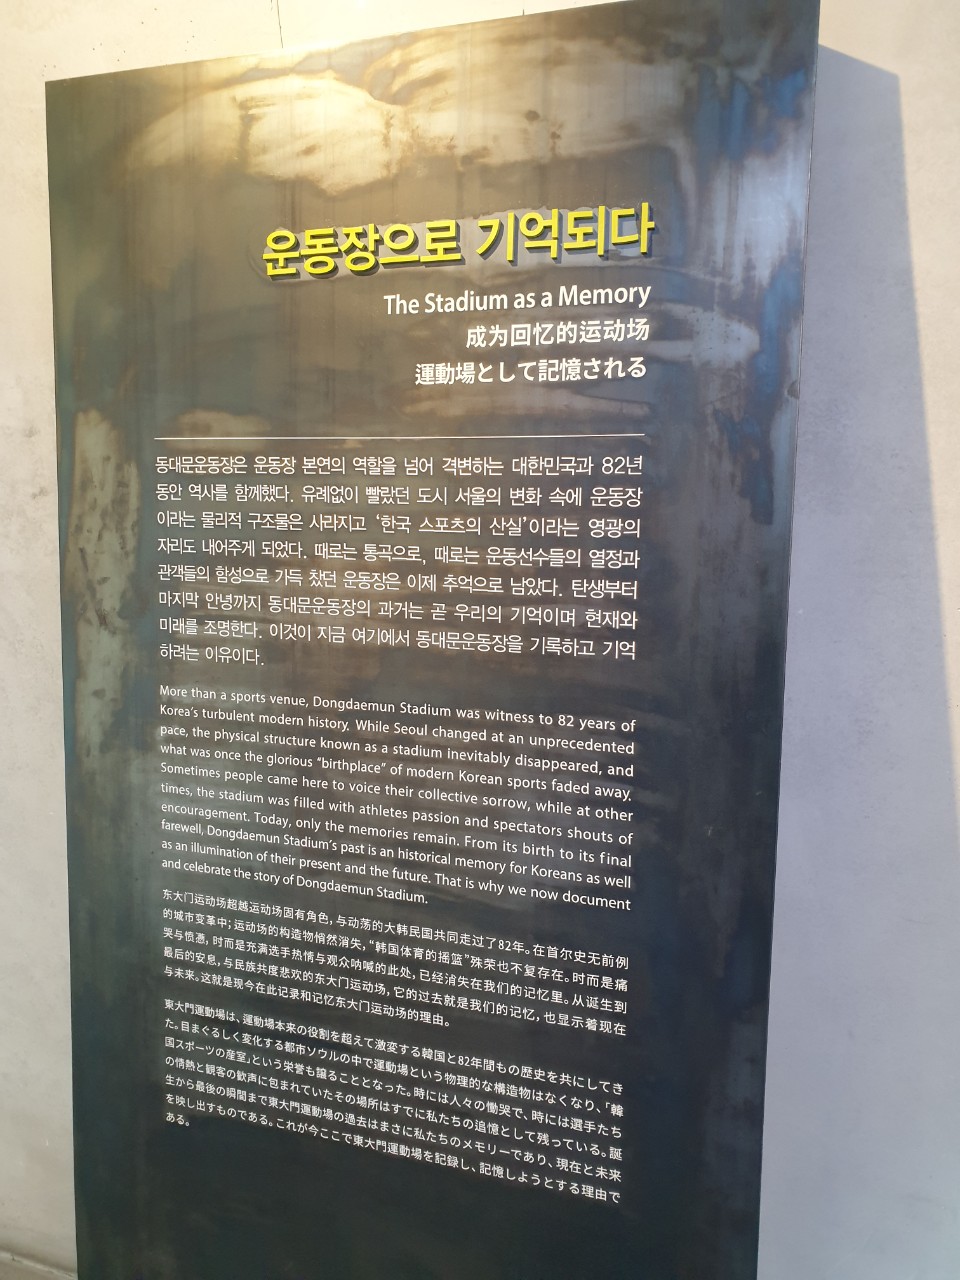 운동장으로 기억되다
The Stadium as a Memory
成为回忆的运动场
運動場として記憶される
동대문운동장은 운동장 본연의 역할을 넘어 격변하는 대한민국과 82년
동안 역사를 함께했다. 유례없이 빨랐던 도시 서울의 변화 속에 운동장
이라는 물리적 구조물은 사라지고 ‘한국 스포츠의 산실’이라는 영광의
자리도 내어주게 되었다. 때로는 통곡으로, 때로는 운동선수들의 열정과
관객들의 함성으로 가득 찼던 운동장은 이제 추억으로 남았다. 탄생부터
마지막 안녕까지 동대문운동장의 과거는 곧 우리의 기억이며 현재와
미래를 조명한다. 이것이 지금 여기에서 동대문운동장을 기록하고 기억
하려는 이유이다.
More than a sports venue, Dongdaemun Stadium was witness to 82 years of
Korea’s turbulent modern history. While Seoul changed at an unprecedented
pace, the physical structure known as a stadium inevitably disappeared, and
what was once the glorious “birthplace” of modern Korean sports faded away.
Sometimes people came here to voice their collective sorrow, while at other
times, the stadium was filled with athletes passion and spectators shouts of
encouragement. Today, only the memories remain. From its birth to its final
farewell, Dongdaemun Stadium’s past is an historical memory for Koreans as well
as an illumination of their present and the future. That is why we now document
and celebrate the story of Dongdaemun Stadium.
东大门运动场超越运动场固有角色，与动荡的大韩民国共同走过了82年。在首尔史无前例
的城市变革中；运动场的构造物悄然消失，“韩国体育的摇篮”殊荣也不复存在。时而是痛
哭与愤懑，时而是充满选手热情与观众呐喊的此处，已经消失在我们的记忆里。从诞生到
最后的安息，与民族共度悲欢的东大门运动场，它的过去就是我们的记忆，也显示着现在
与未来。这就是现今在此记录和记忆东大门运动场的理由。
東大門運動場は、運動場本来の役割を超えて激変する韓国と82年間もの歴史を共にしてき
た。目まぐるしく変化する都市ソウルの中で運動場という物理的な構造物はなくなり、「韓
国スポーツの産室」という栄誉も譲ることとなった。時には人々の慟哭で、時には選手たち
の情熱と観客の歓声に包まれていたその場所はすでに私たちの追憶として残っている。誕
生から最後の瞬間まで東大門運動場の過去はまさに私たちのメモリーであり、現在と未来
を映し出すものである。これが今ここで東大門運動場を記録し、記憶しようとする理由で
ある。